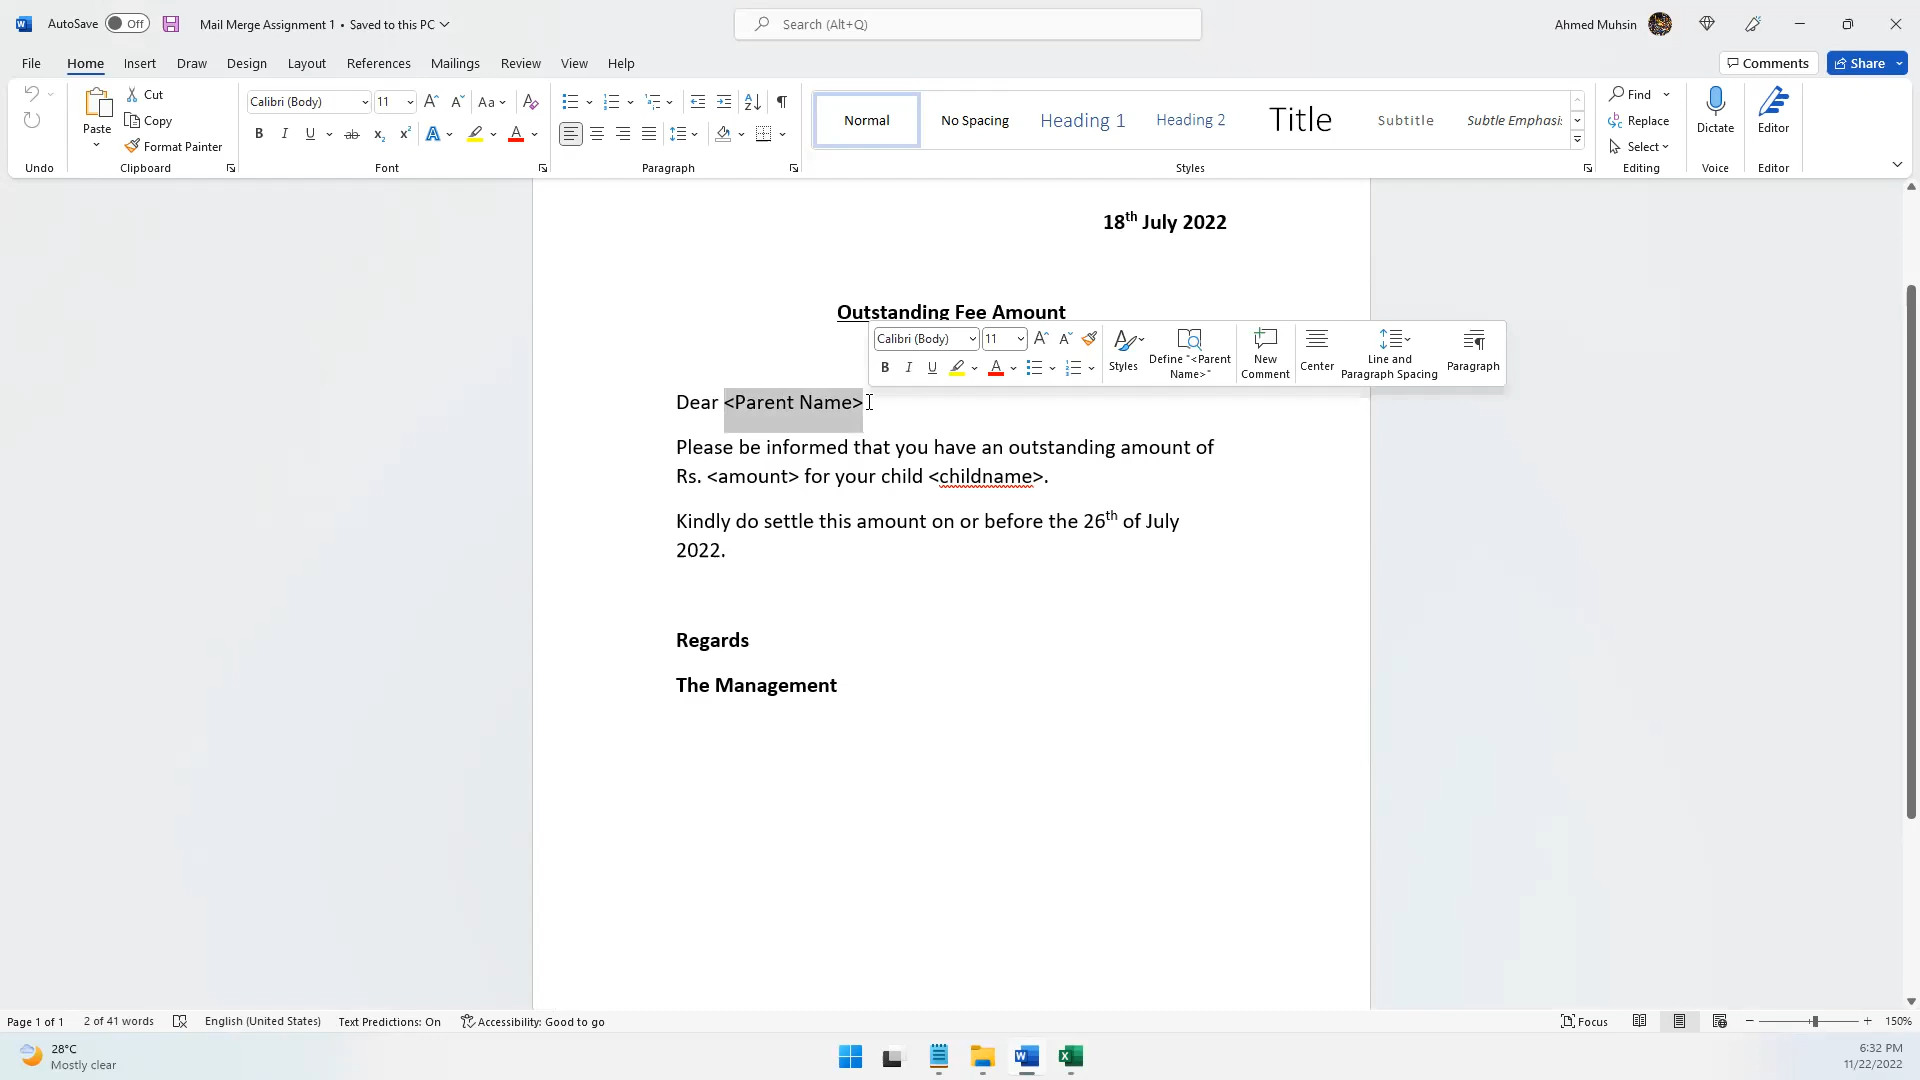 AutoSave Off Mail Merge Assignment 1 • Saved to this PC Search (Alt+Q) Ahmed Muhsin
File Home Insert Draw Design Layout References Mailings Review View Help Comments Share
Cut
Copy
Format Painter
Paste
Calibri (Body) 11
Normal No Spacing Heading 1 Heading 2 Title Subtitle Subtle Emphasis
Find
Replace
Select
Dictate Editor
Undo Clipboard Font Paragraph Styles Editing Voice Editor
18th July 2022
Outstanding Fee Amount
Calibri (Body) 11
Styles Define "<Parent Name>" New Comment Center Line and Paragraph Spacing Paragraph
Dear <Parent Name>
Please be informed that you have an outstanding amount of
Rs. <amount> for your child <childname>.
Kindly do settle this amount on or before the 26th of July
2022.
Regards
The Management
Page 1 of 1 2 of 41 words English (United States) Text Predictions: On Accessibility: Good to go Focus 150%
28°C
Mostly clear
6:32 PM
11/22/2022